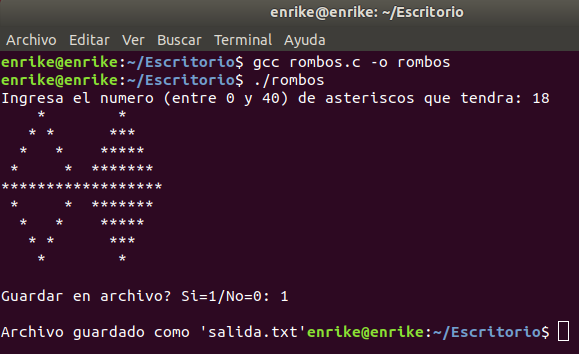 enrike@enrike: ~/Escritorio
Archivo Editar Ver Buscar Terminal Ayuda
enrike@enrike:~/Escritorio$ gcc rombos.c -o rombos
enrike@enrike:~/Escritorio$ ./rombos
Ingresa el numero (entre 0 y 40) de asteriscos que tendra: 18
    *        *
   * *      ***
  *   *    *****
 *     *  *******
******************
 *     *  *******
  *   *    *****
   * *      ***
    *        *
Guardar en archivo? Si=1/No=0: 1
Archivo guardado como 'salida.txt'enrike@enrike:~/Escritorio$